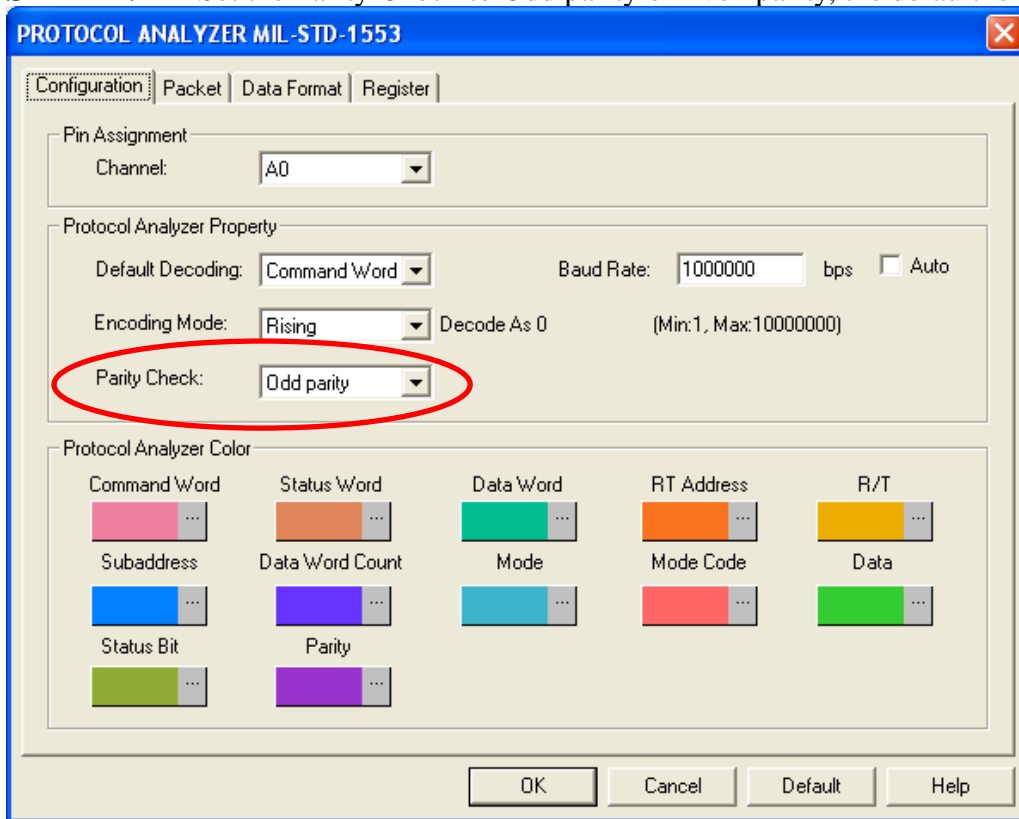 PROTOCOL ANALYZER MIL-STD-1553
Configuration Packet Data Format Register
Pin Assignment
Channel: A0
Protocol Analyzer Property
Default Decoding: Command Word Baud Rate: 1000000 bps Auto
Encoding Mode: Rising Decode As 0 (Min:1, Max:10000000)
Parity Check: Odd parity
Protocol Analyzer Color
Command Word Status Word Data Word RT Address R/T
... ... ... ... ...
Subaddress Data Word Count Mode Mode Code Data
... ... ... ... ...
Status Bit Parity
... ...
OK Cancel Default Help